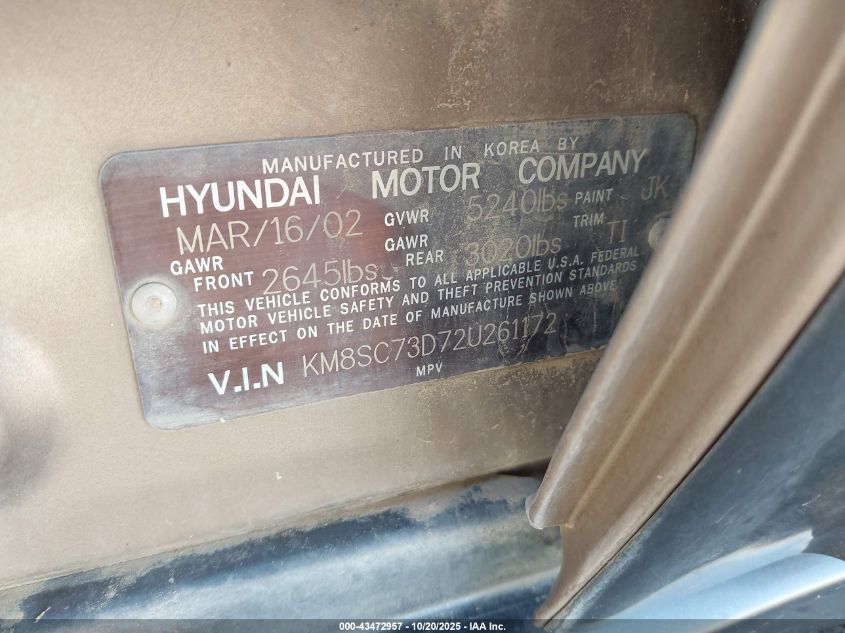 MANUFACTURED IN KOREA BY
HYUNDAI MOTOR COMPANY
MAR/16/02 GVWR 5240lbs PAINT JK
GAWR FRONT 2645lbs GAWR REAR 3020lbs TRIM TI
THIS VEHICLE CONFORMS TO ALL APPLICABLE U.S.A. FEDERAL
MOTOR VEHICLE SAFETY AND THEFT PREVENTION STANDARDS
IN EFFECT ON THE DATE OF MANUFACTURE SHOWN ABOVE
V.I.N KM8SC73D72U261172
MPV
000-43472957 - 10/20/2025 - IAA Inc.